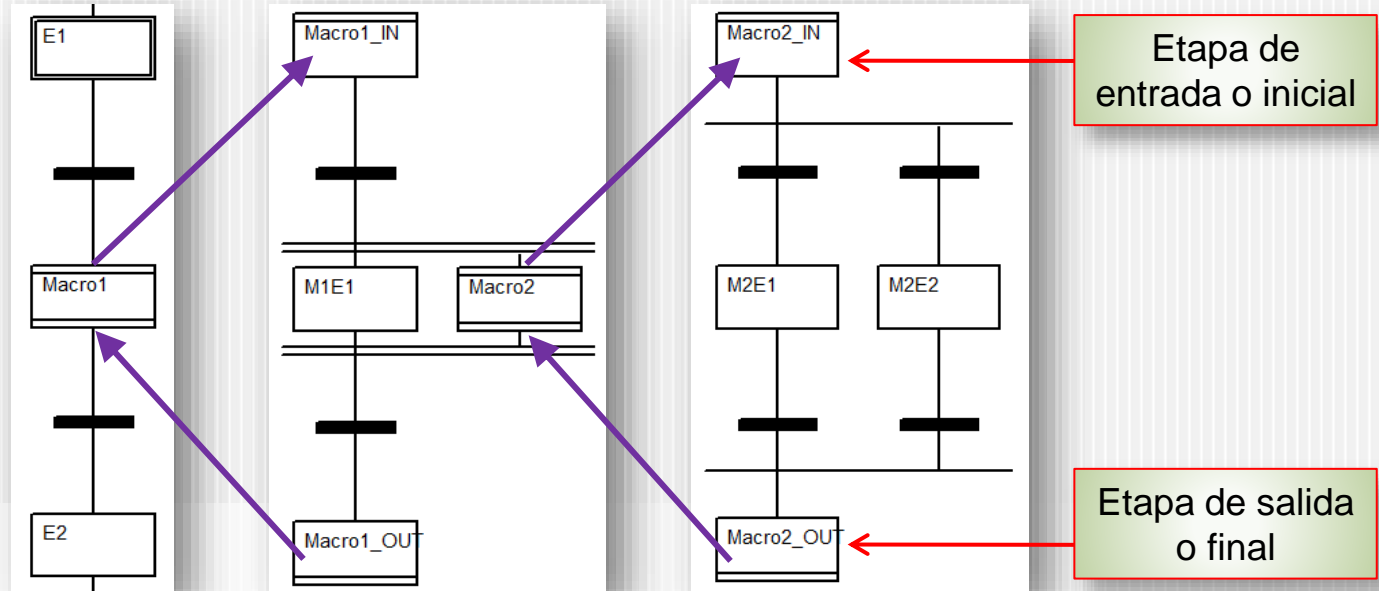 E1
Macro1
E2
Macro1_IN
M1E1
Macro2
Macro1_OUT
Macro2_IN
M2E1
M2E2
Macro2_OUT
Etapa de
entrada o inicial
Etapa de salida
o final